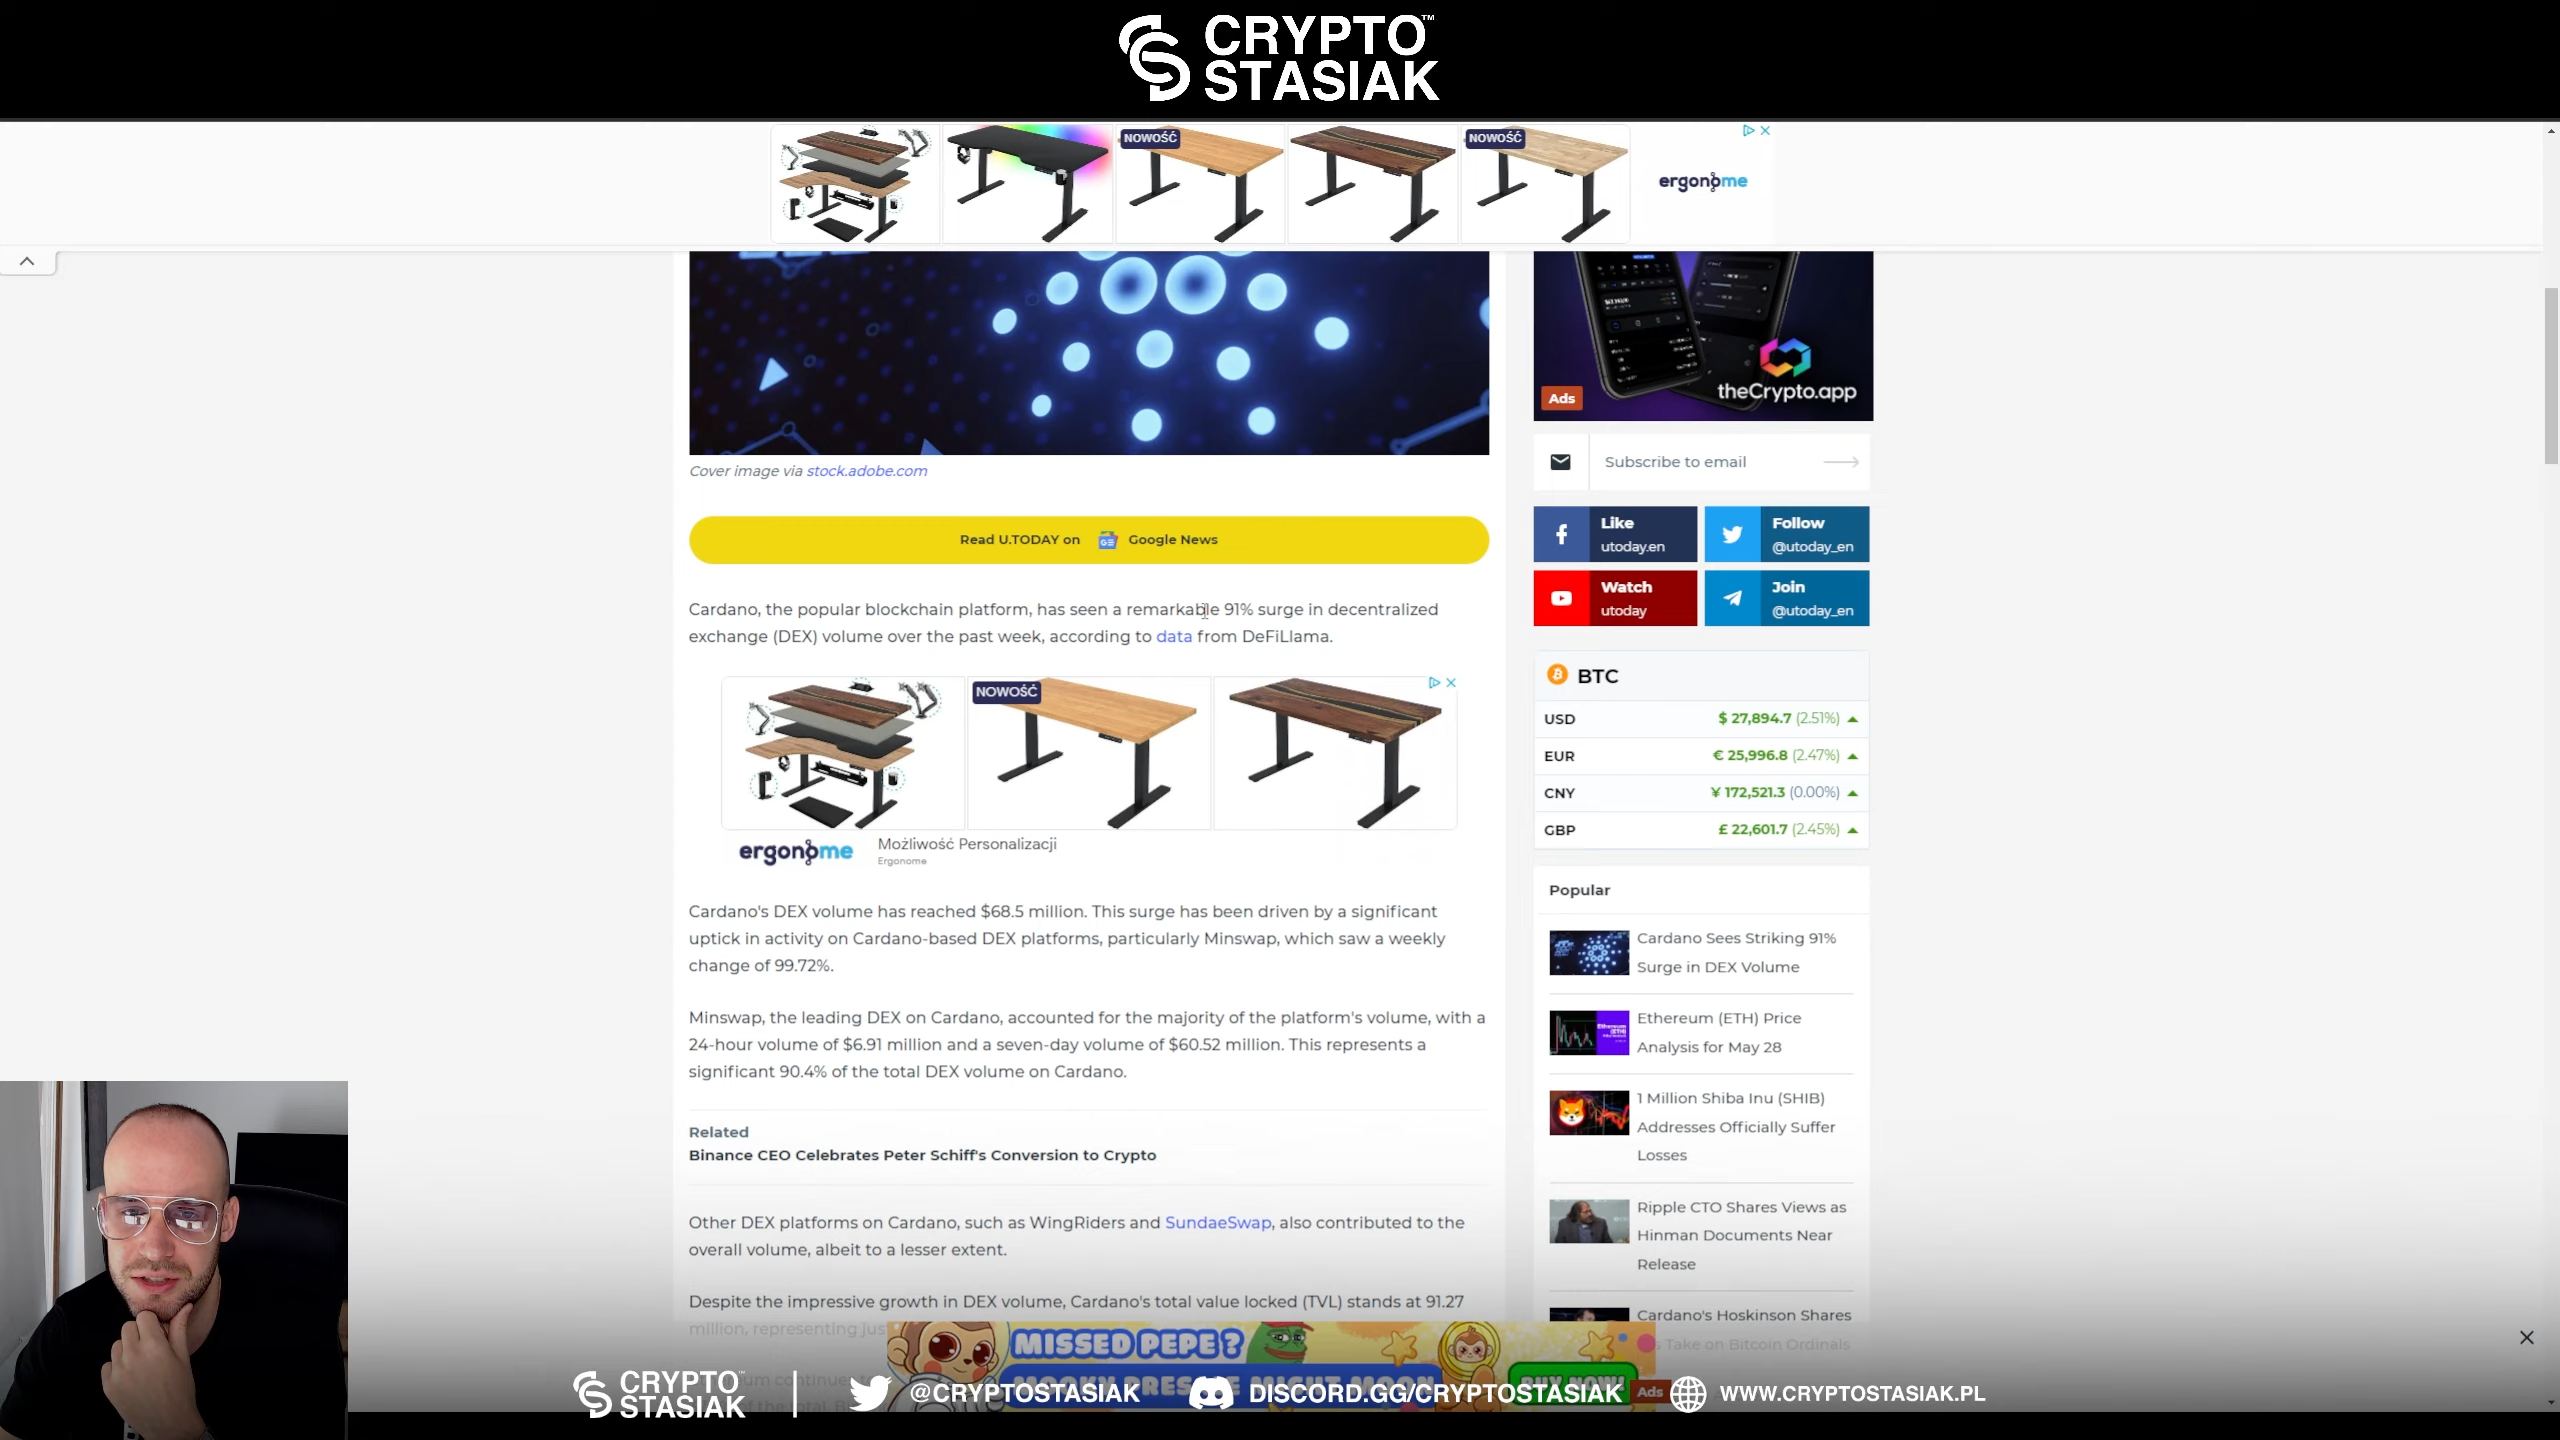 CRYPTO™
STASIAK
NOWOŚĆ
NOWOŚĆ
ergonome
theCrypto.app
Ads
Cover image via stock.adobe.com
Subscribe to email
Read U.TODAY on Google News
Like
utoday.en
Follow
@utoday_en
Watch
utoday
Join
@utoday_en
Cardano, the popular blockchain platform, has seen a remarkable 91% surge in decentralized
exchange (DEX) volume over the past week, according to data from DeFiLlama.
NOWOŚĆ
ergonome
Możliwość Personalizacji
Ergonome
BTC
USD $ 27,894.7 (2.51%)
EUR € 25,996.8 (2.47%)
CNY ¥ 172,521.3 (0.00%)
GBP £ 22,601.7 (2.45%)
Cardano's DEX volume has reached $68.5 million. This surge has been driven by a significant
uptick in activity on Cardano-based DEX platforms, particularly Minswap, which saw a weekly
change of 99.72%.
Minswap, the leading DEX on Cardano, accounted for the majority of the platform's volume, with a
24-hour volume of $6.91 million and a seven-day volume of $60.52 million. This represents a
significant 90.4% of the total DEX volume on Cardano.
Related
Binance CEO Celebrates Peter Schiff's Conversion to Crypto
Other DEX platforms on Cardano, such as WingRiders and SundaeSwap, also contributed to the
overall volume, albeit to a lesser extent.
Despite the impressive growth in DEX volume, Cardano's total value locked (TVL) stands at 91.27
million, representing jus
Popular
Cardano Sees Striking 91%
Surge in DEX Volume
Ethereum (ETH) Price
Analysis for May 28
1 Million Shiba Inu (SHIB)
Addresses Officially Suffer
Losses
Ripple CTO Shares Views as
Hinman Documents Near
Release
Cardano's Hoskinson Shares
Take on Bitcoin Ordinals
MISSED PEPE?
BUY NOW!
Ads
CRYPTO
STASIAK
@CRYPTOSTASIAK
DISCORD.GG/CRYPTOSTASIAK
WWW.CRYPTOSTASIAK.PL